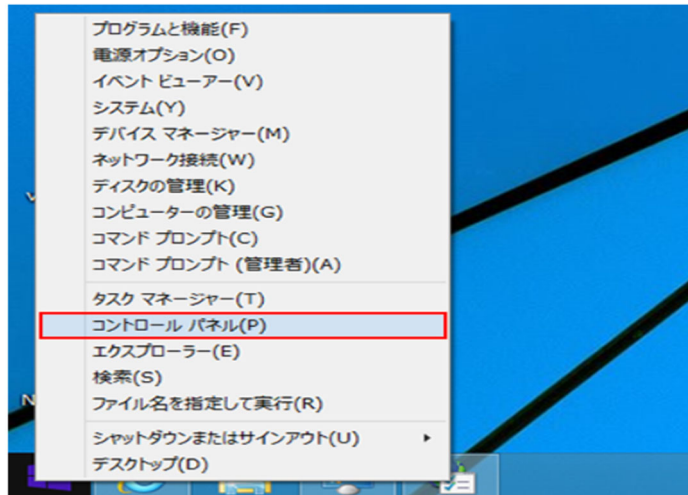 プログラムと機能(F)
電源オプション(O)
イベント ビューアー(V)
システム(Y)
デバイス マネージャー(M)
ネットワーク接続(W)
ディスクの管理(K)
コンピューターの管理(G)
コマンド プロンプト(C)
コマンド プロンプト (管理者)(A)
タスク マネージャー(T)
コントロール パネル(P)
エクスプローラー(E)
検索(S)
ファイル名を指定して実行(R)
シャットダウンまたはサインアウト(U)
デスクトップ(D)